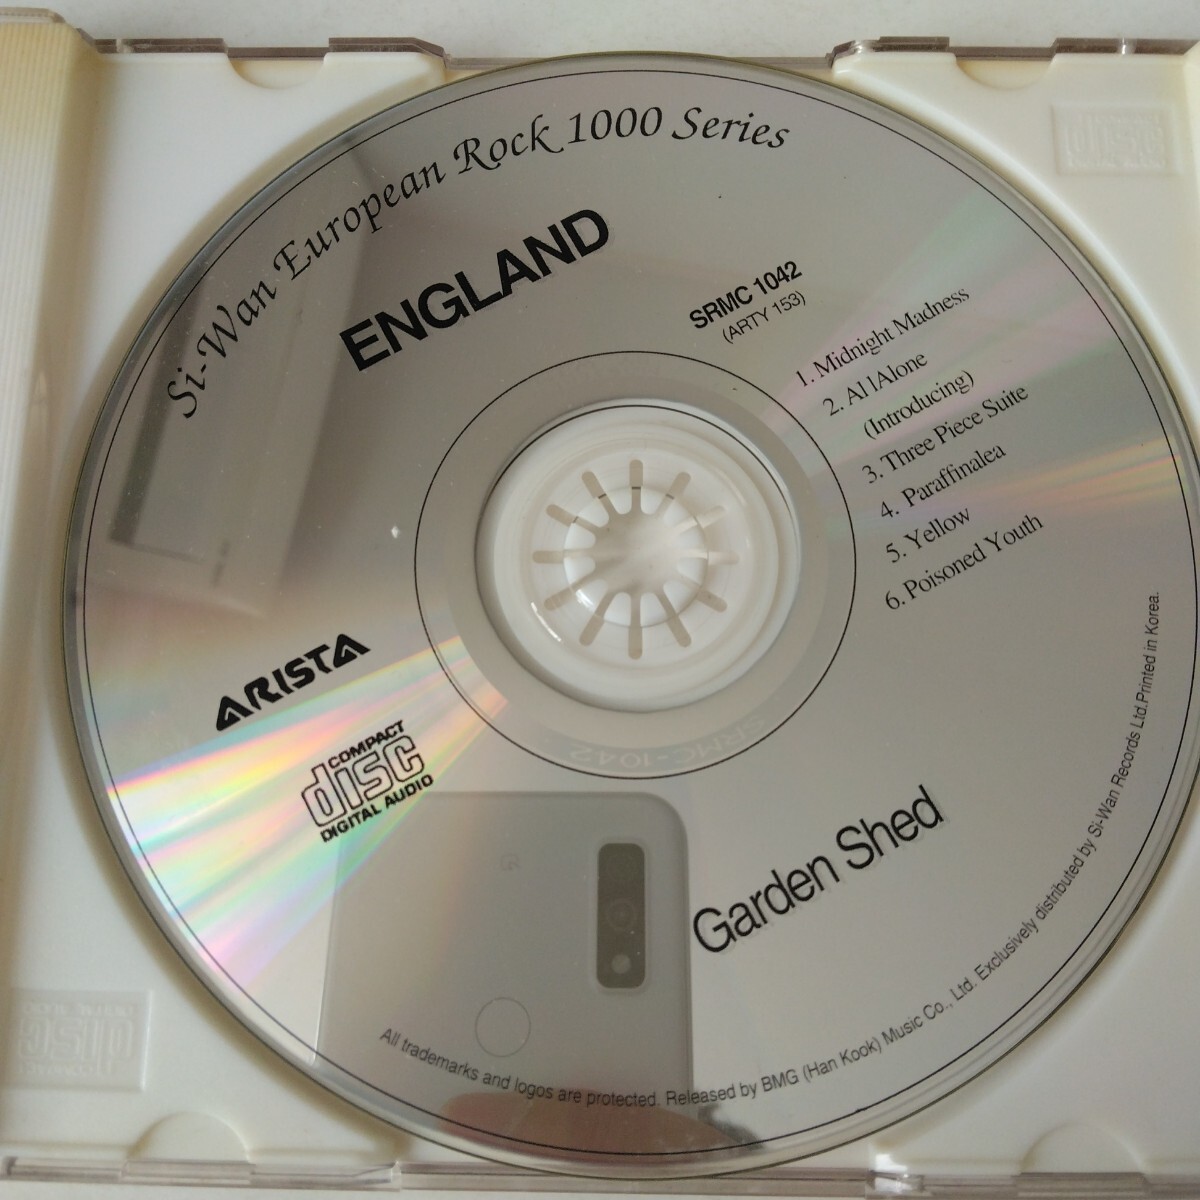 Si-Wan European Rock 1000 Series
ENGLAND
SRMC 1042
(ARTY 153)
1. Midnight Madness
2. Al lAlone
(Introducing)
3. Three Piece Suite
4. Paraffinalea
5. Yellow
6. Poisoned Youth
ARISTA
COMPACT
disc
DIGITAL AUDIO
SRMC-1042
Garden Shed
All trademarks and logos are protected. Released by BMG (Han Kook) Music Co., Ltd. Exclusively distributed by Si-Wan Records Ltd.Printed in Korea.